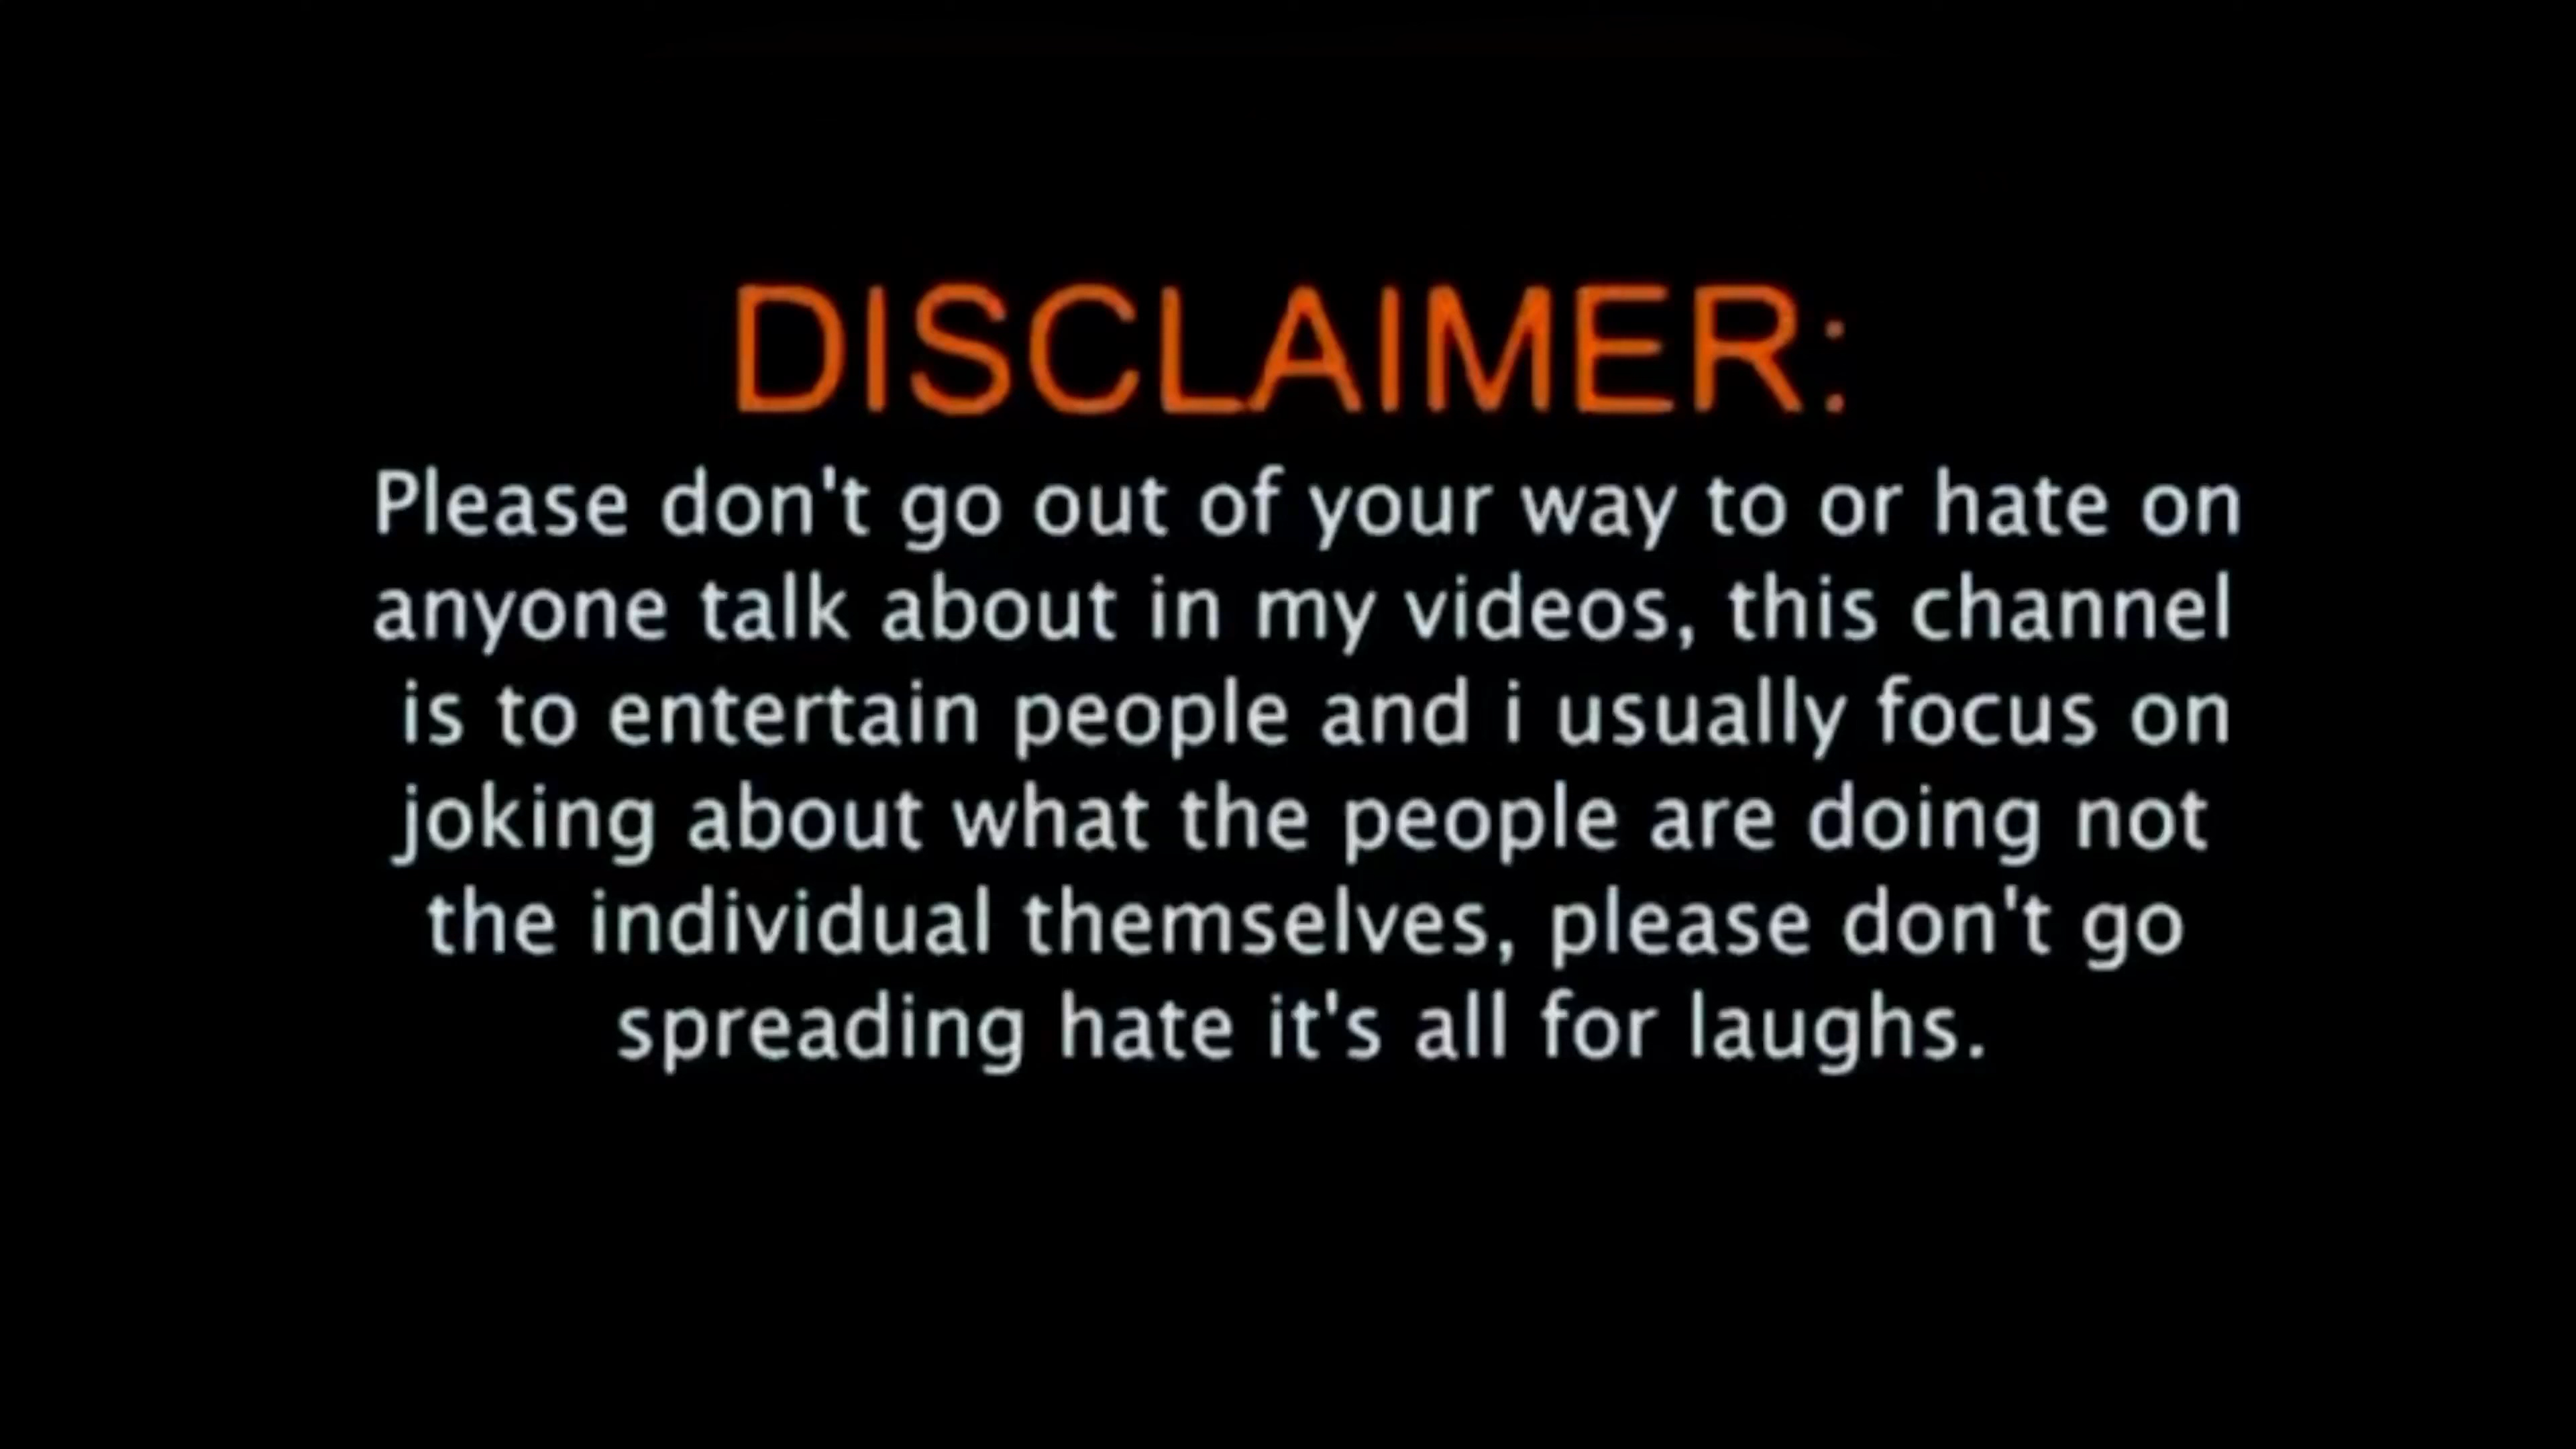 DISCLAIMER:
Please don't go out of your way to or hate on
anyone talk about in my videos, this channel
is to entertain people and i usually focus on
joking about what the people are doing not
the individual themselves, please don't go
spreading hate it's all for laughs.